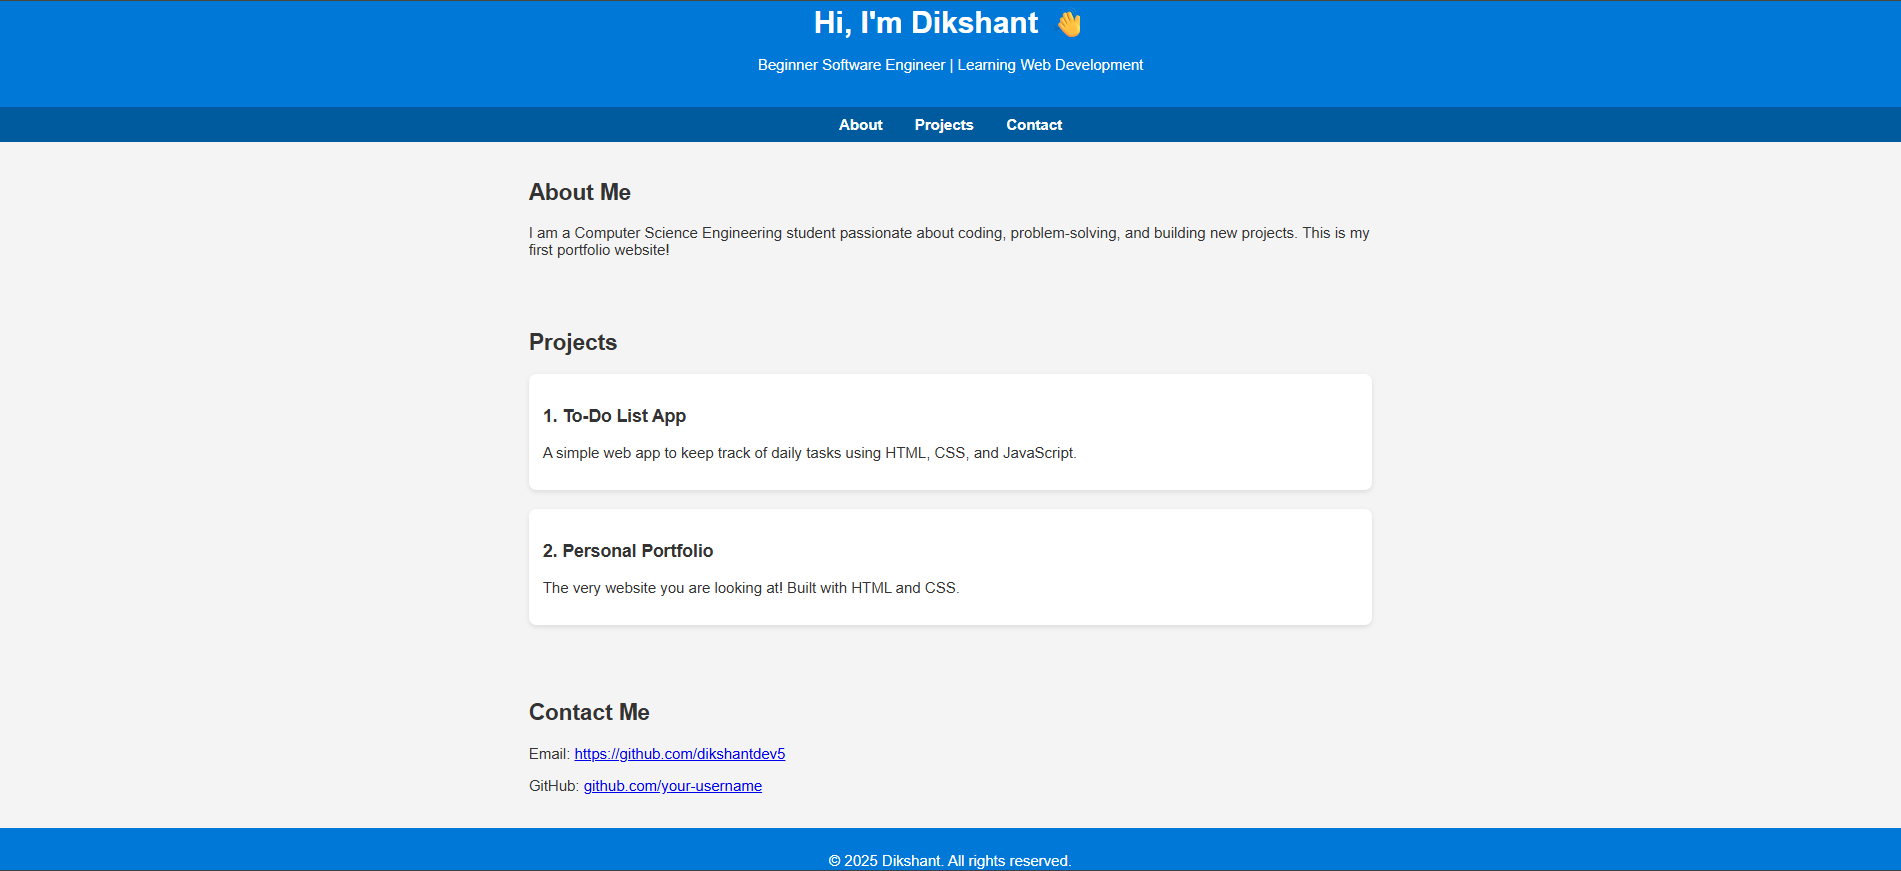 Hi, I'm Dikshant 👋
Beginner Software Engineer | Learning Web Development
About Projects Contact
About Me
I am a Computer Science Engineering student passionate about coding, problem-solving, and building new projects. This is my
first portfolio website!
Projects
1. To-Do List App
A simple web app to keep track of daily tasks using HTML, CSS, and JavaScript.
2. Personal Portfolio
The very website you are looking at! Built with HTML and CSS.
Contact Me
Email: https://github.com/dikshantdev5
GitHub: github.com/your-username
© 2025 Dikshant. All rights reserved.